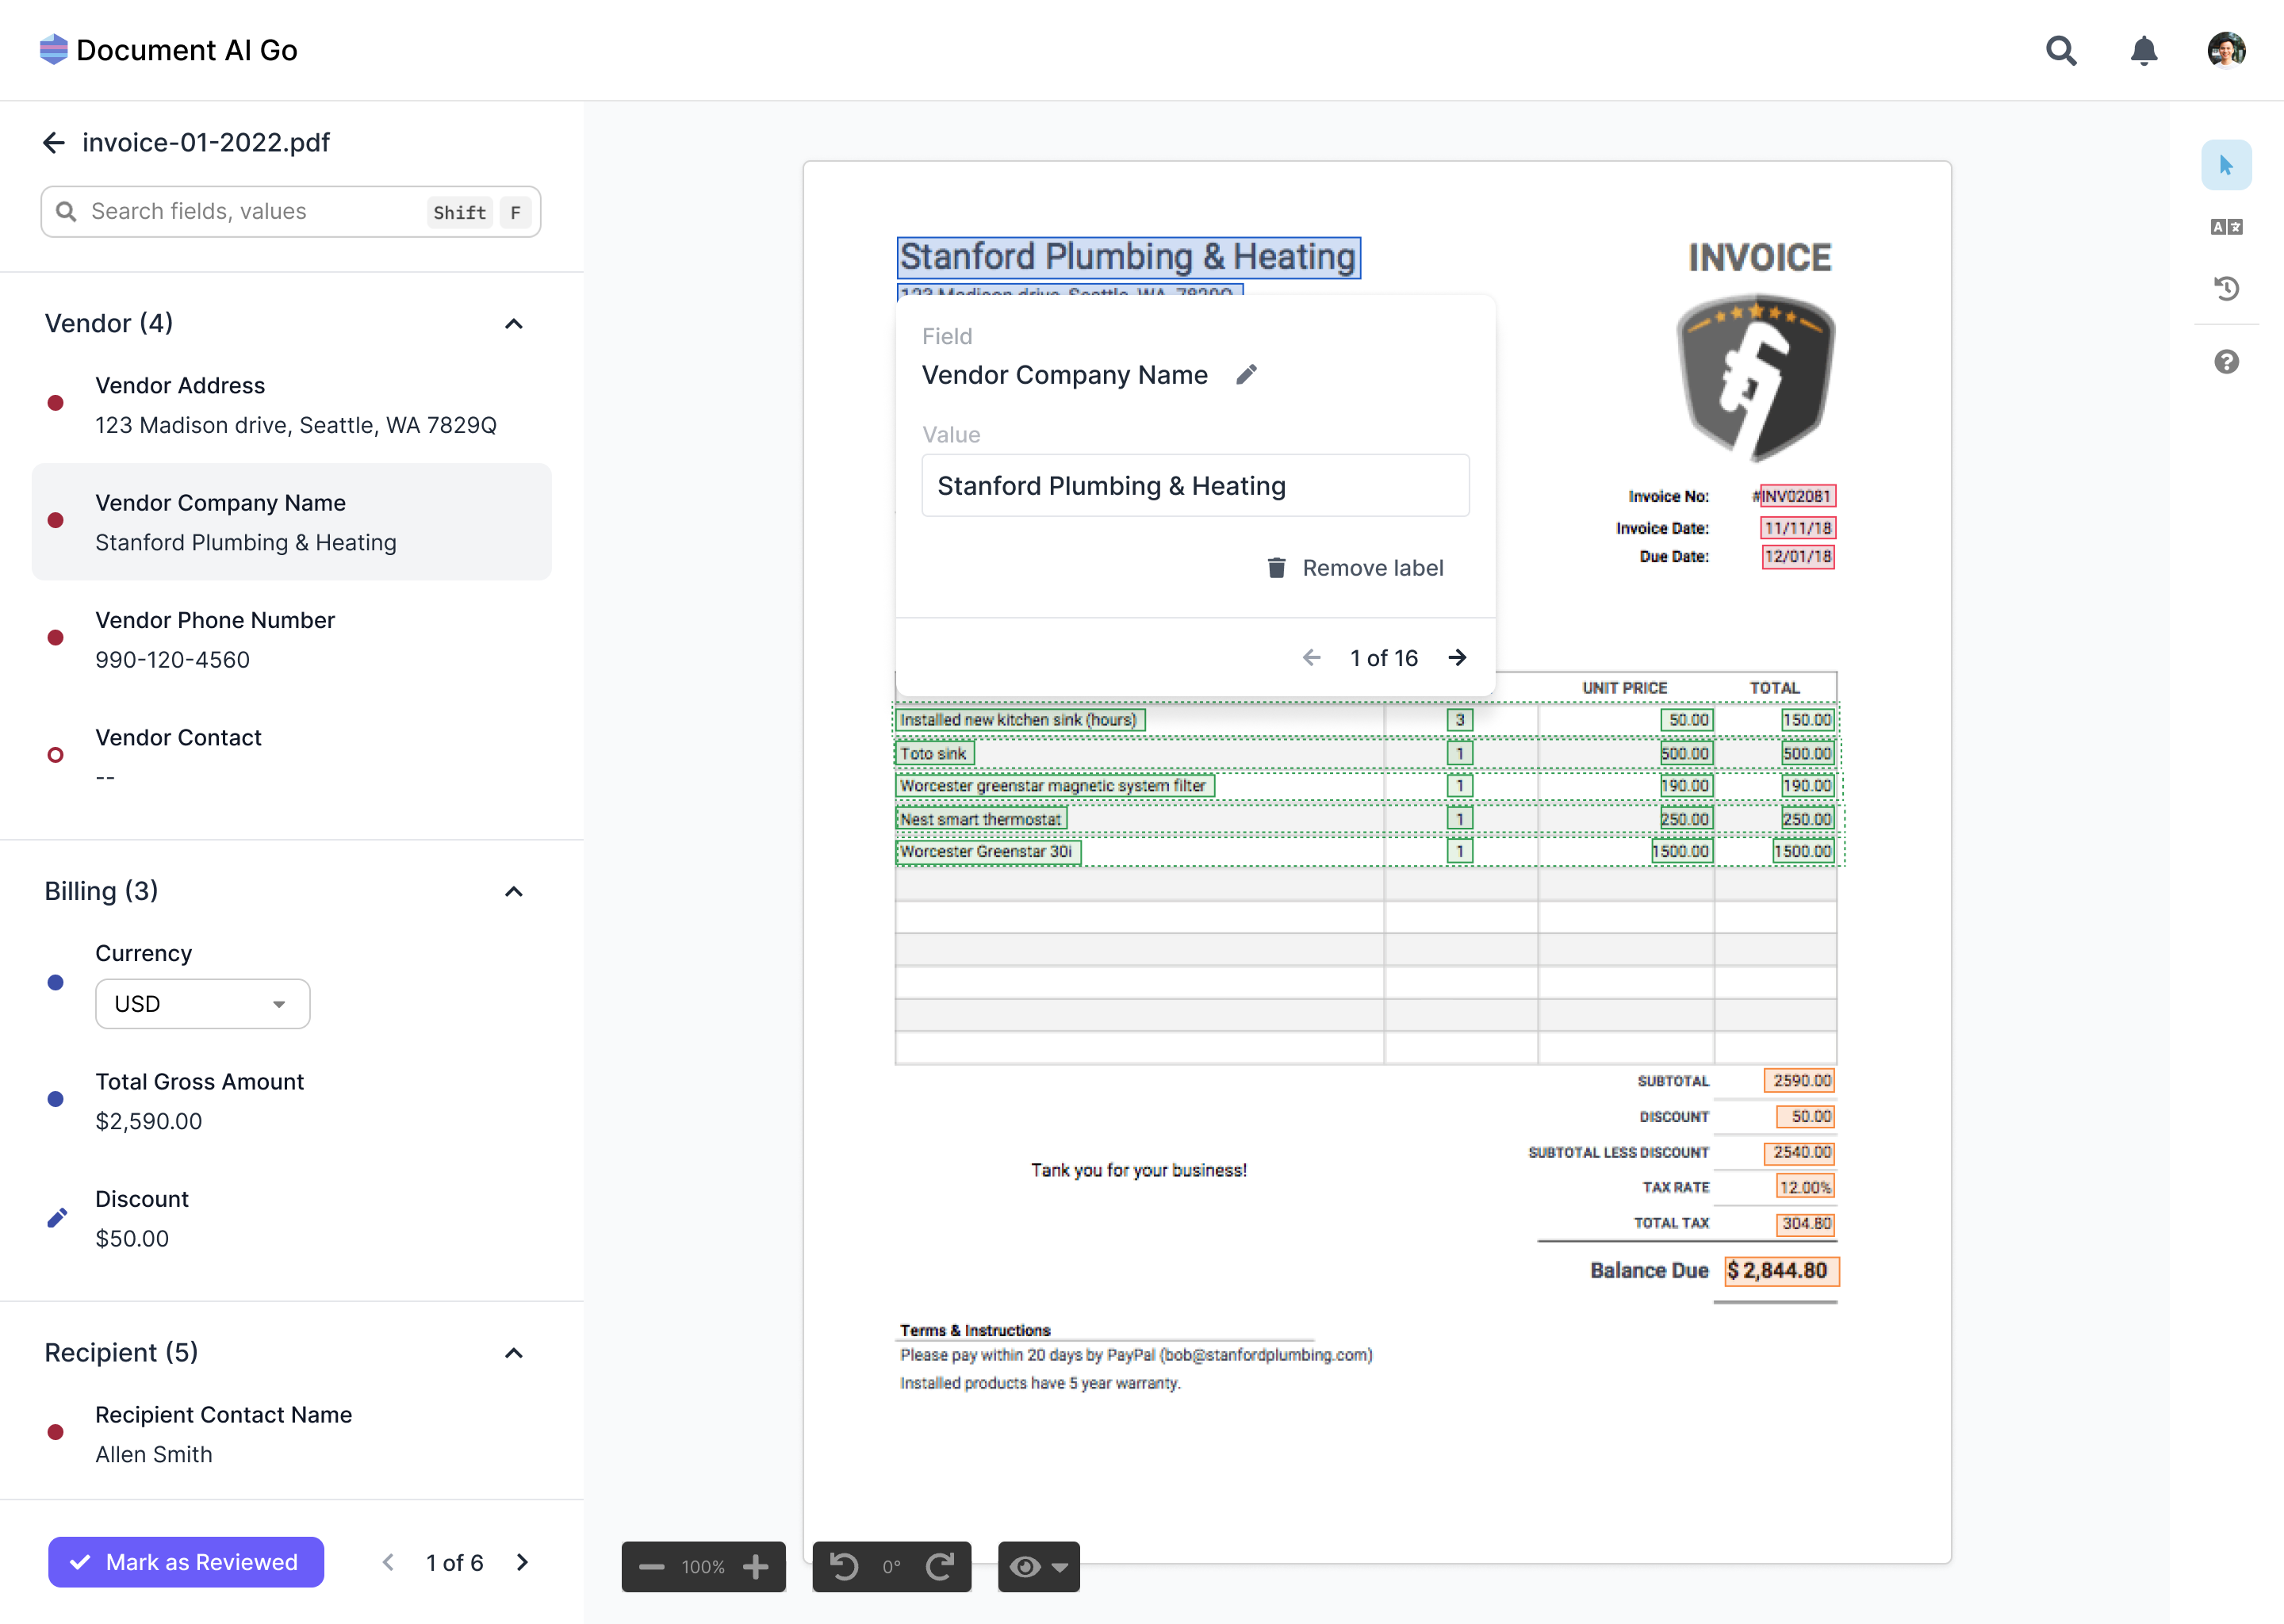 Document AI Go
invoice-01-2022.pdf
Search fields, values Shift F
Vendor (4)
Vendor Address
123 Madison drive, Seattle, WA 7829Q
Vendor Company Name
Stanford Plumbing & Heating
Vendor Phone Number
990-120-4560
Vendor Contact
--
Billing (3)
Currency
USD
Total Gross Amount
$2,590.00
Discount
$50.00
Recipient (5)
Recipient Contact Name
Allen Smith
Mark as Reviewed 1 of 6
Stanford Plumbing & Heating
INVOICE
123 Madison drive, Seattle, WA, 7829Q
Field
Vendor Company Name
Value
Stanford Plumbing & Heating
Remove label
1 of 16
Invoice No: #INV02081
Invoice Date: 11/11/18
Due Date: 12/01/18
UNIT PRICE TOTAL
Installed new kitchen sink (hours) 3 50.00 150.00
Toto sink 1 500.00 500.00
Worcester greenstar magnetic system filter 1 190.00 190.00
Nest smart thermostat 1 250.00 250.00
Worcester Greenstar 30i 1 1500.00 1500.00
SUBTOTAL 2590.00
DISCOUNT 50.00
SUBTOTAL LESS DISCOUNT 2540.00
Tank you for your business!
TAX RATE 12.00%
TOTAL TAX 304.80
Balance Due $ 2,844.80
Terms & Instructions
Please pay within 20 days by PayPal (bob@stanfordplumbing.com)
Installed products have 5 year warranty.
100% 0°
A